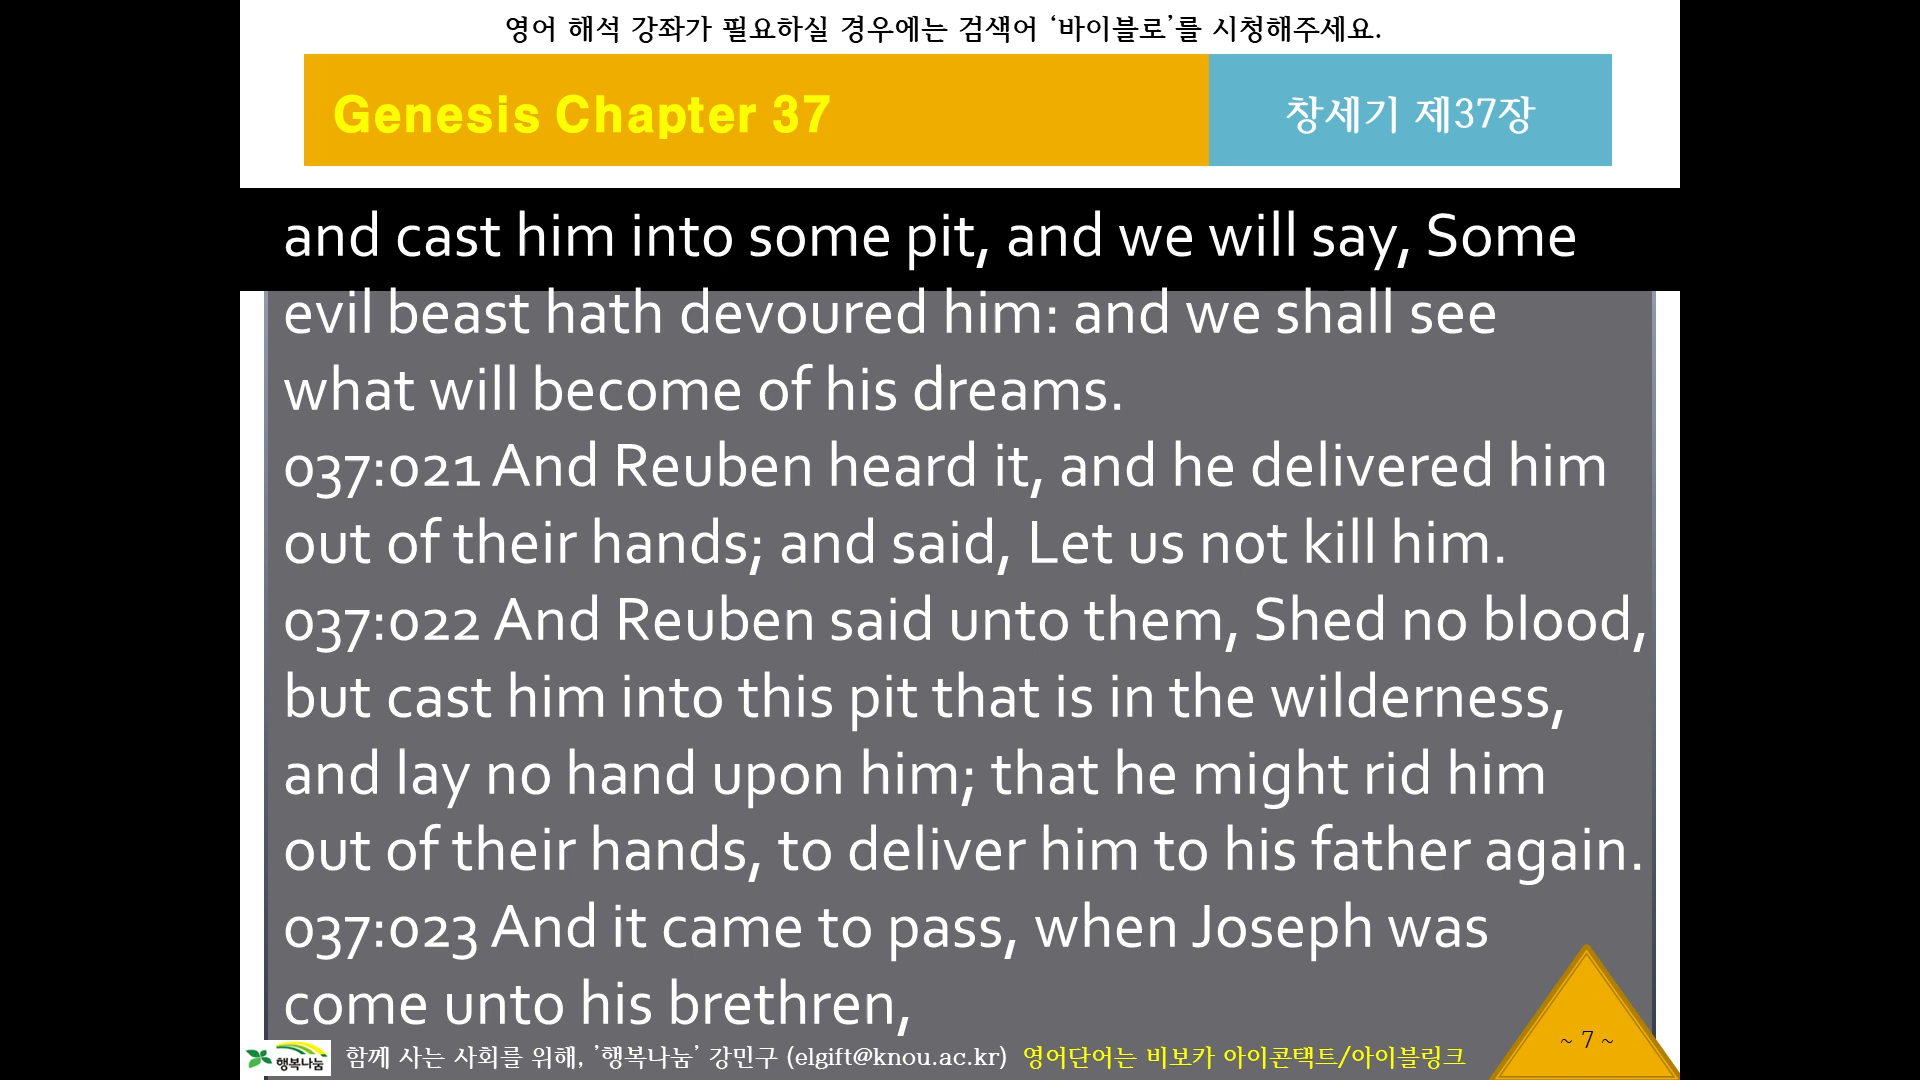 영어 해석 강좌가 필요하실 경우에는 검색어 ‘바이블로’를 시청해주세요.
Genesis Chapter 37
창세기 제37장
and cast him into some pit, and we will say, Some
evil beast hath devoured him: and we shall see
what will become of his dreams.
037:021 And Reuben heard it, and he delivered him
out of their hands; and said, Let us not kill him.
037:022 And Reuben said unto them, Shed no blood,
but cast him into this pit that is in the wilderness,
and lay no hand upon him; that he might rid him
out of their hands, to deliver him to his father again.
037:023 And it came to pass, when Joseph was
come unto his brethren,
~ 7 ~
행복나눔 함께 사는 사회를 위해, ’행복나눔’ 강민구 (elgift@knou.ac.kr) 영어단어는 비보카 아이콘택트/아이블링크